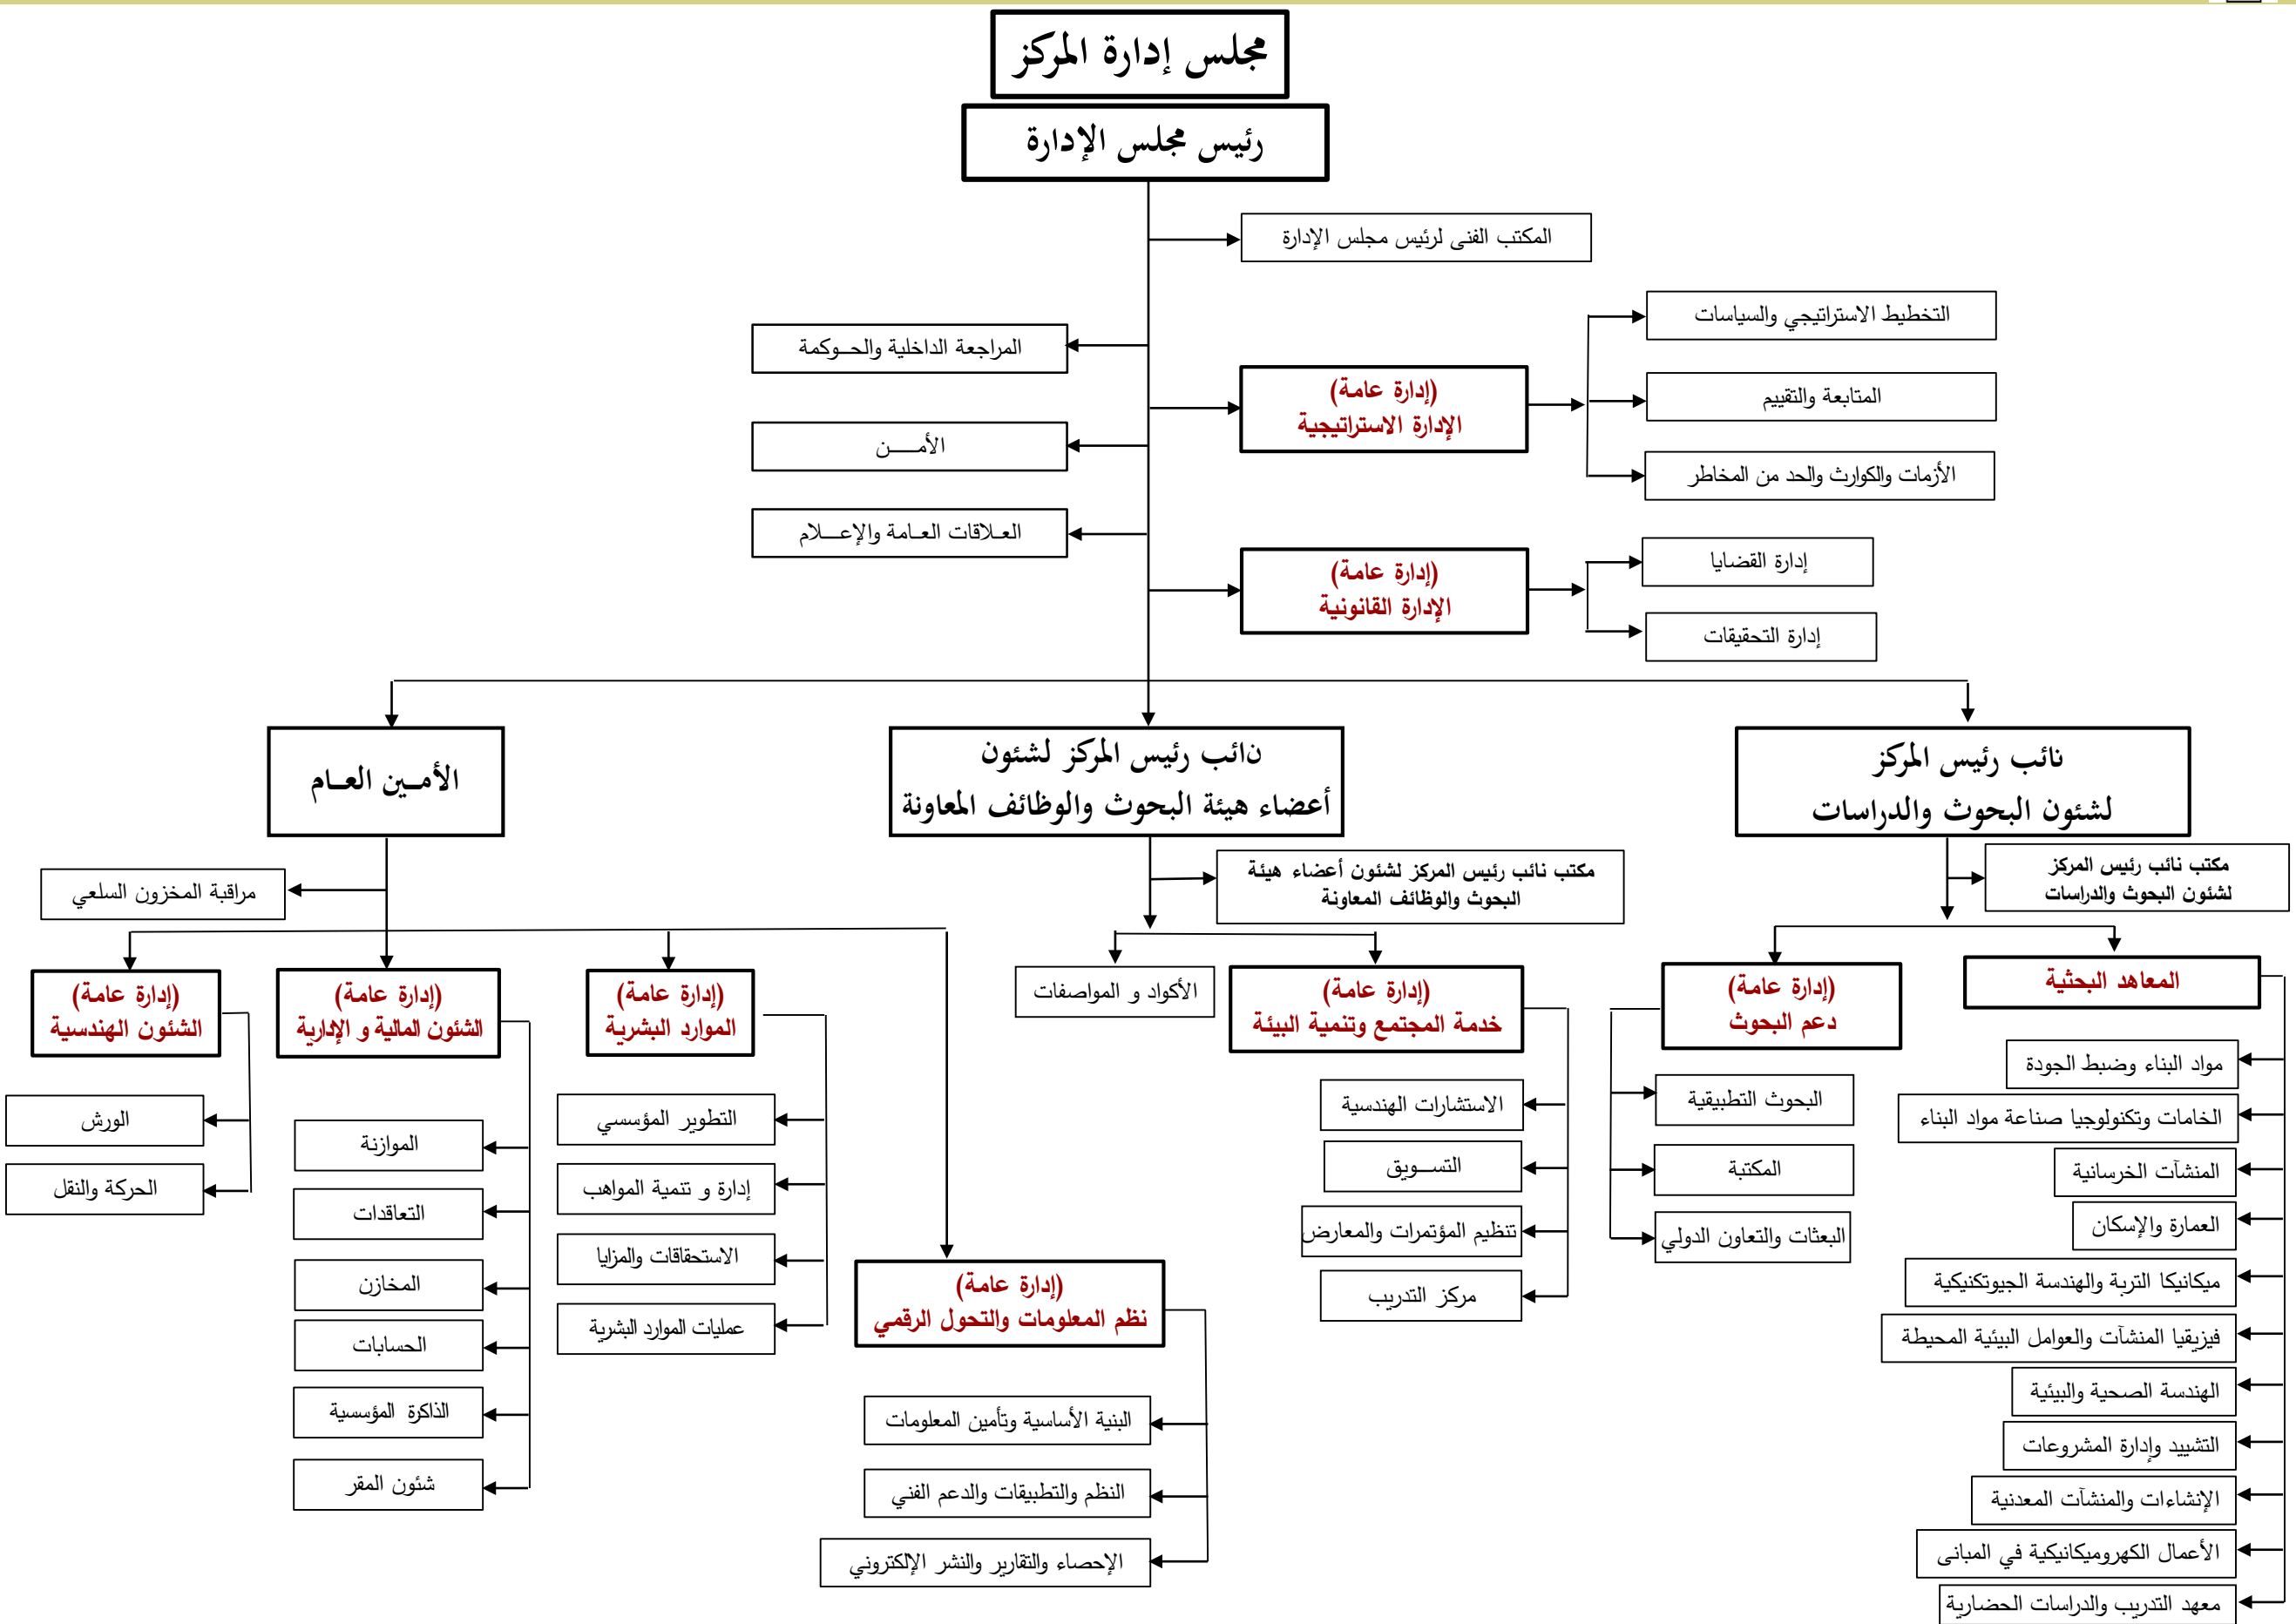 مجلس إدارة المركز
رئيس مجلس الإدارة
المكتب الفنى لرئيس مجلس الإدارة
المراجعة الداخلية والحــوكمة
الأمــــن
العـلاقات العـامة والإعــلام
(إدارة عامة)
الإدارة الاستراتيجية
التخطيط الاستراتيجي والسياسات
المتابعة والتقييم
الأزمات والكوارث والحد من المخاطر
(إدارة عامة)
الإدارة القانونية
إدارة القضايا
إدارة التحقيقات
نائب رئيس المركز
لشئون البحوث والدراسات
مكتب نائب رئيس المركز
لشئون البحوث والدراسات
المعاهد البحثية
مواد البناء وضبط الجودة
الخامات وتكنولوجيا صناعة مواد البناء
المنشآت الخرسانية
العمارة والإسكان
ميكانيكا التربة والهندسة الجيوتكنيكية
فيزيقيا المنشآت والعوامل البيئية المحيطة
الهندسة الصحية والبيئية
التشييد وإدارة المشروعات
الإنشاءات والمنشآت المعدنية
الأعمال الكهروميكانيكية في المبانى
معهد التدريب والدراسات الحضارية
(إدارة عامة)
دعم البحوث
البحوث التطبيقية
المكتبة
البعثات والتعاون الدولي
نائب رئيس المركز لشئون
أعضاء هيئة البحوث والوظائف المعاونة
مكتب نائب رئيس المركز لشئون أعضاء هيئة
البحوث والوظائف المعاونة
(إدارة عامة)
خدمة المجتمع وتنمية البيئة
الاستشارات الهندسية
التســويق
تنظيم المؤتمرات والمعارض
مركز التدريب
الأكواد و المواصفات
الأمـين العـام
مراقبة المخزون السلعي
(إدارة عامة)
نظم المعلومات والتحول الرقمي
البنية الأساسية وتأمين المعلومات
النظم والتطبيقات والدعم الفني
الإحصاء والتقارير والنشر الإلكتروني
(إدارة عامة)
الموارد البشرية
التطوير المؤسسي
إدارة و تنمية المواهب
الاستحقاقات والمزايا
عمليات الموارد البشرية
(إدارة عامة)
الشئون المالية و الإدارية
الموازنة
التعاقدات
المخازن
الحسابات
الذاكرة المؤسسية
شئون المقر
(إدارة عامة)
الشئون الهندسية
الورش
الحركة والنقل